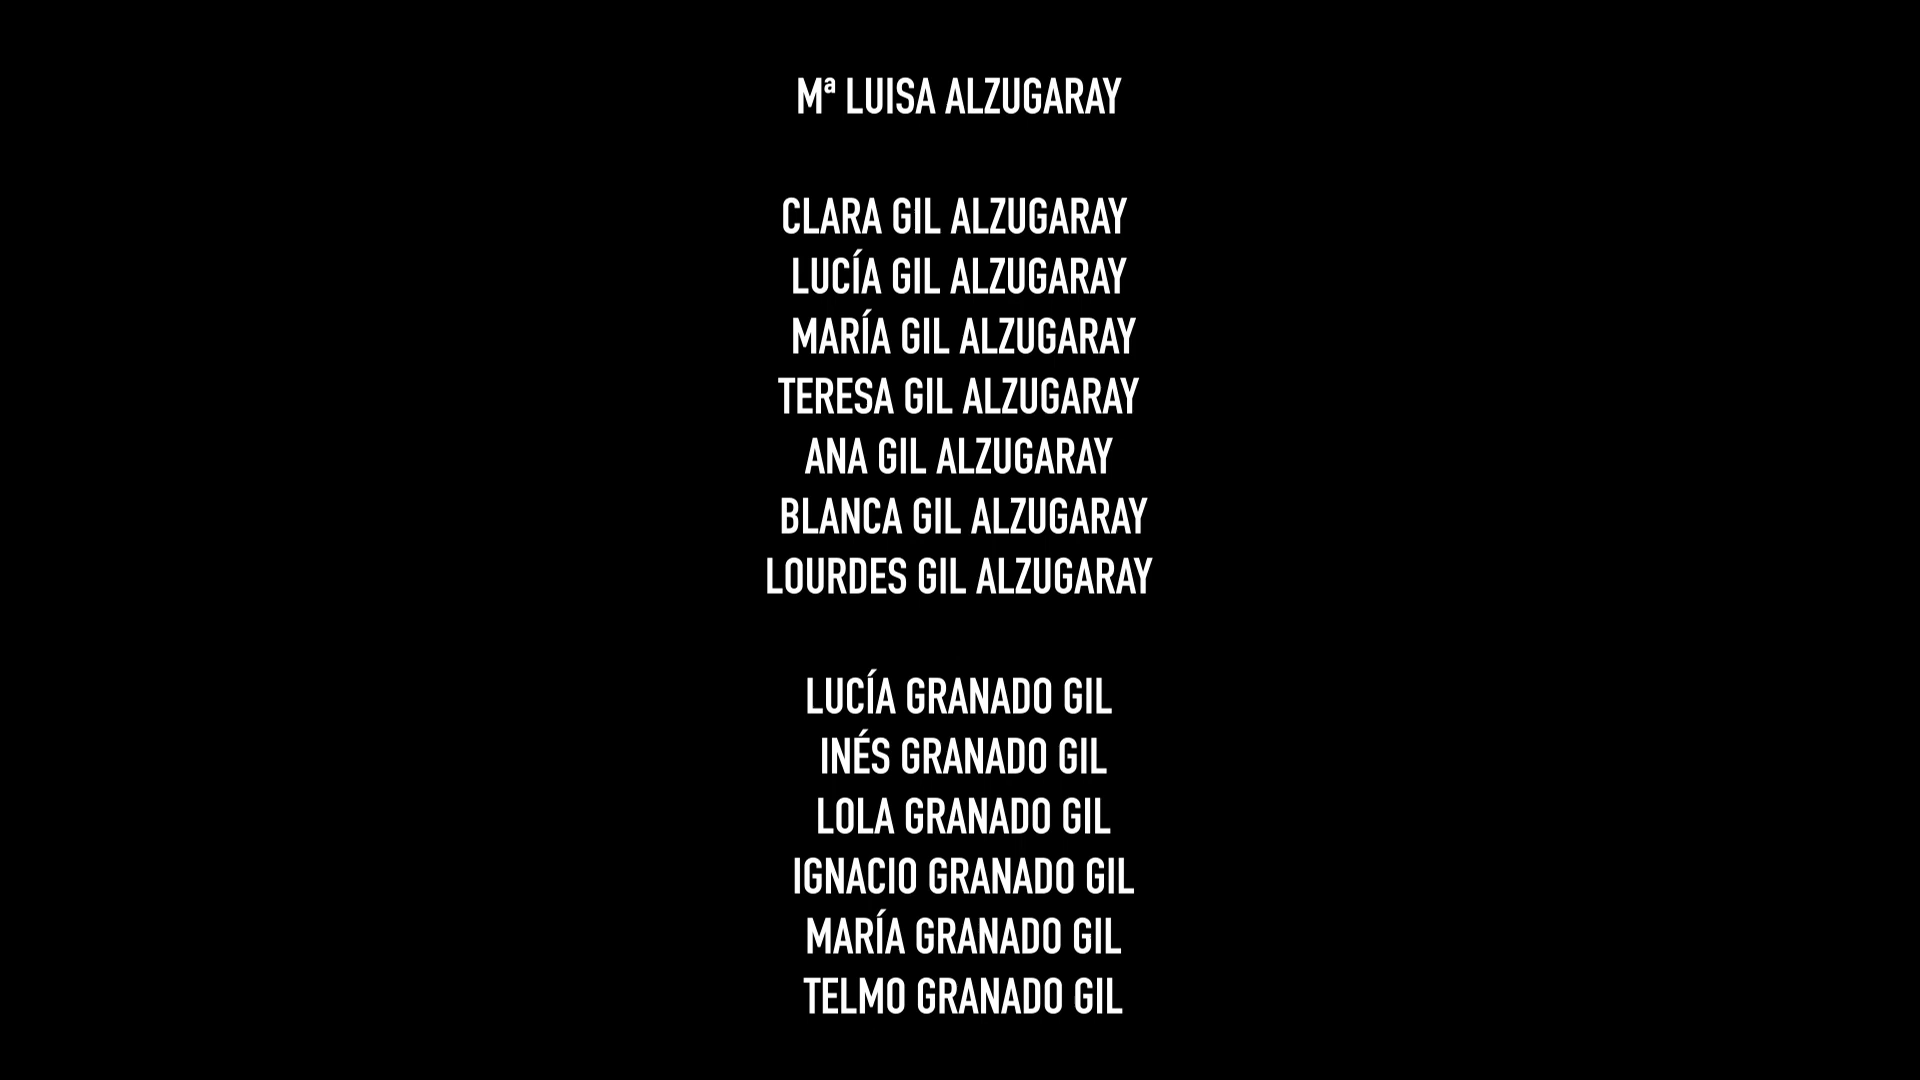 Mª LUISA ALZUGARAY
CLARA GIL ALZUGARAY
LUCÍA GIL ALZUGARAY
MARÍA GIL ALZUGARAY
TERESA GIL ALZUGARAY
ANA GIL ALZUGARAY
BLANCA GIL ALZUGARAY
LOURDES GIL ALZUGARAY
LUCÍA GRANADO GIL
INÉS GRANADO GIL
LOLA GRANADO GIL
IGNACIO GRANADO GIL
MARÍA GRANADO GIL
TELMO GRANADO GIL